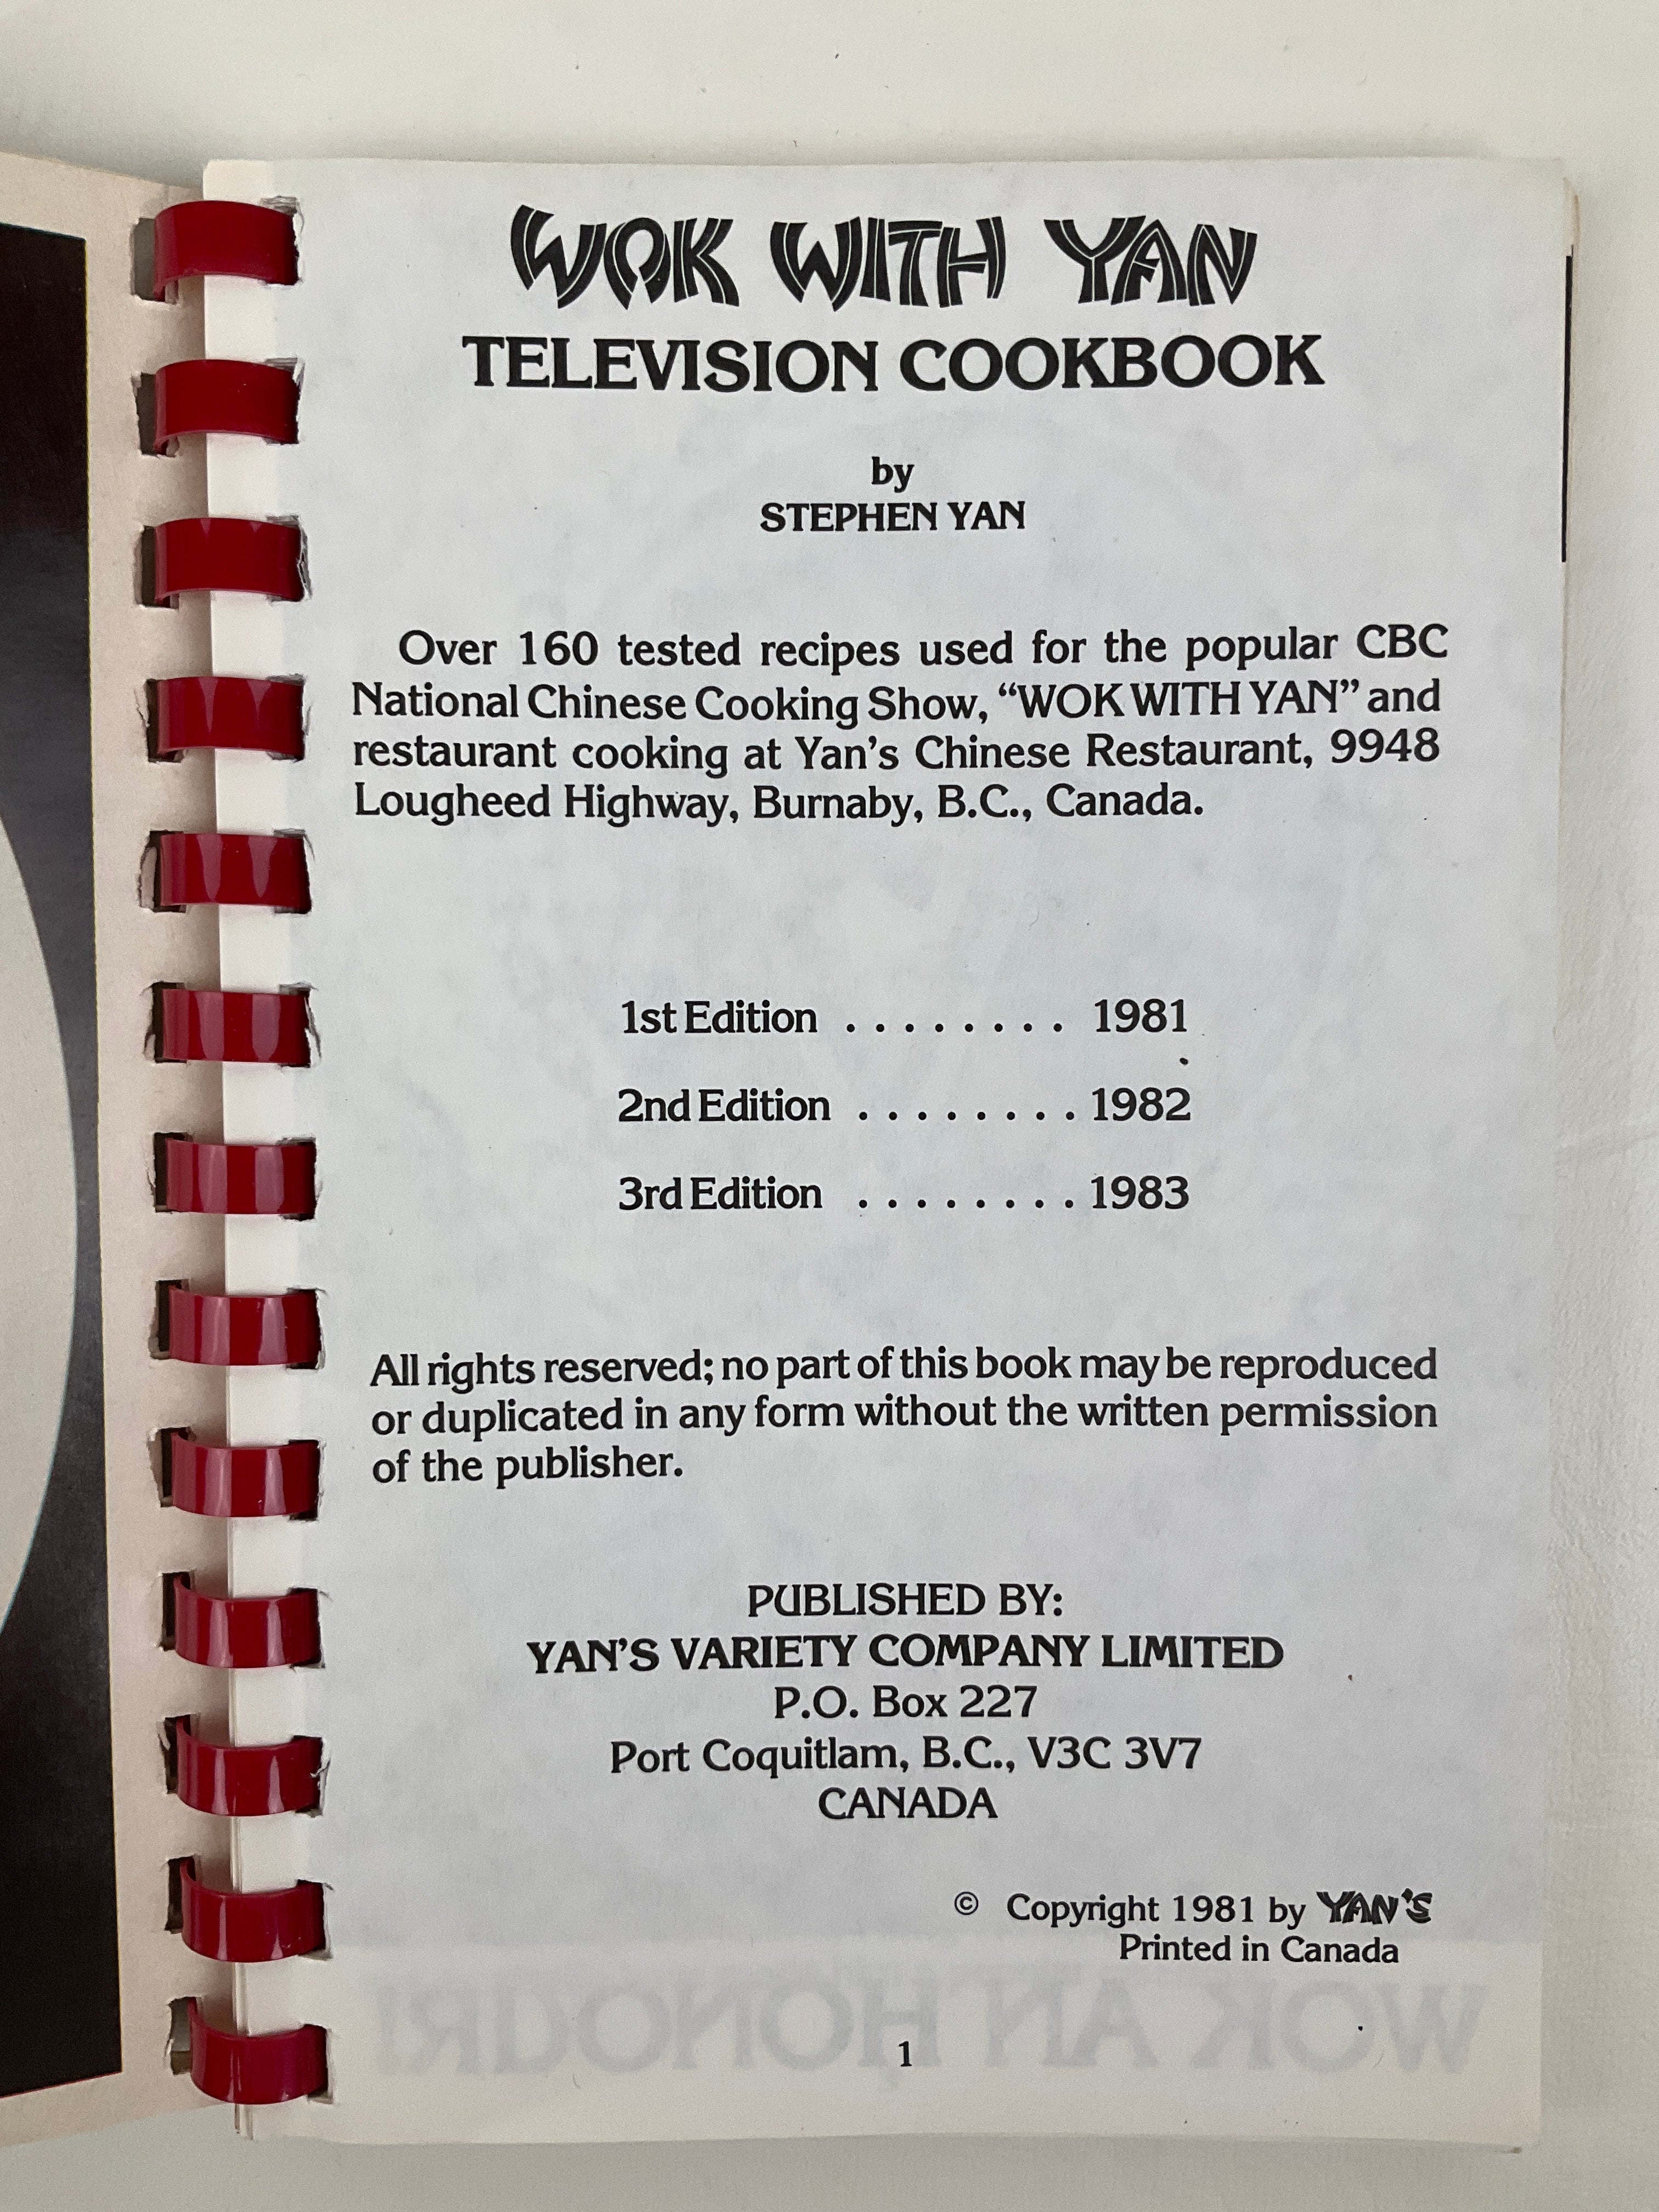 WOK WITH YAN
TELEVISION COOKBOOK
by
STEPHEN YAN
Over 160 tested recipes used for the popular CBC
National Chinese Cooking Show, “WOK WITH YAN” and
restaurant cooking at Yan’s Chinese Restaurant, 9948
Lougheed Highway, Burnaby, B.C., Canada.
1st Edition ........ 1981
2nd Edition ........ 1982
3rd Edition ........ 1983
All rights reserved; no part of this book may be reproduced
or duplicated in any form without the written permission
of the publisher.
PUBLISHED BY:
YAN’S VARIETY COMPANY LIMITED
P.O. Box 227
Port Coquitlam, B.C., V3C 3V7
CANADA
© Copyright 1981 by YAN’S
Printed in Canada
WOK AN HONOUR!
1